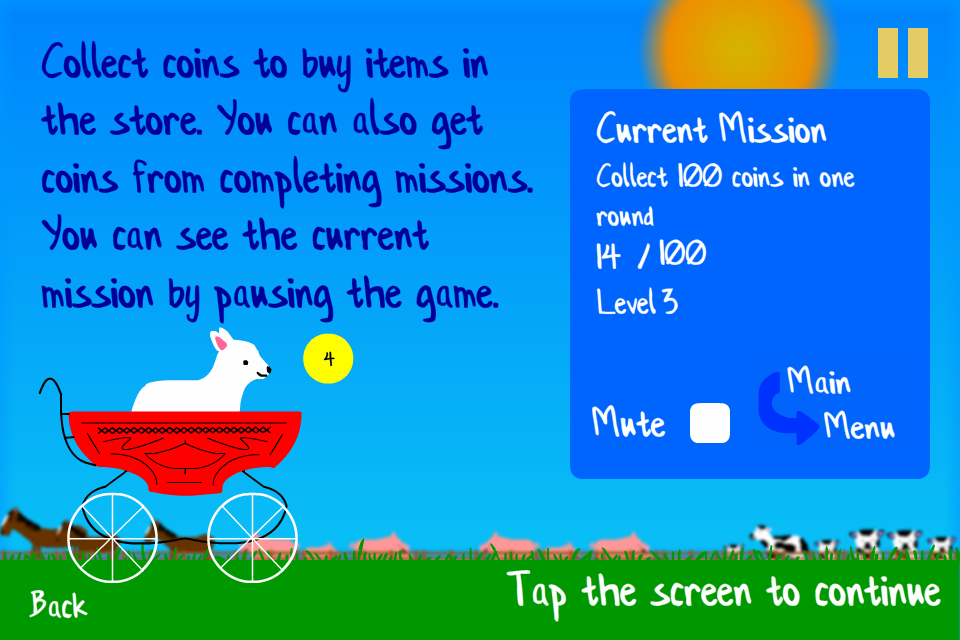 Collect coins to buy items in
the store. You can also get
coins from completing missions.
You can see the current
mission by pausing the game.
4
Current Mission
Collect 100 coins in one
round
14 / 100
Level 3
Mute
Main
Menu
Back
Tap the screen to continue